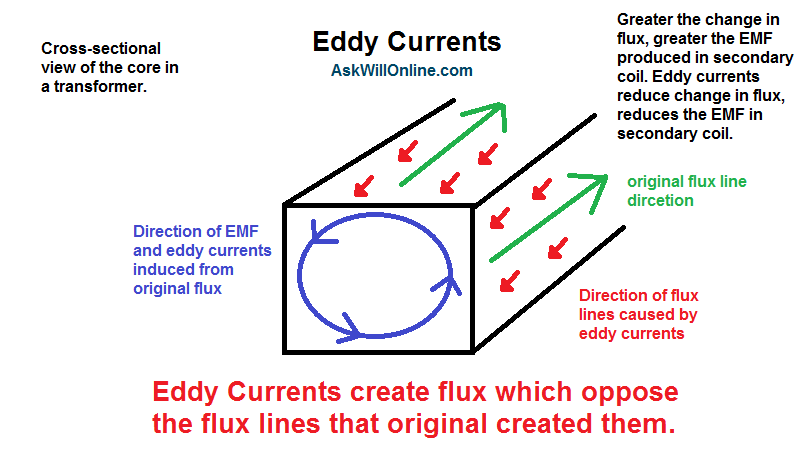 Eddy Currents
AskWillOnline.com
Cross-sectional
view of the core in
a transformer.
Greater the change in
flux, greater the EMF
produced in secondary
coil. Eddy currents
reduce change in flux,
reduces the EMF in
secondary coil.
original flux line
dircetion
Direction of EMF
and eddy currents
induced from
original flux
Direction of flux
lines caused by
eddy currents
Eddy Currents create flux which oppose
the flux lines that original created them.